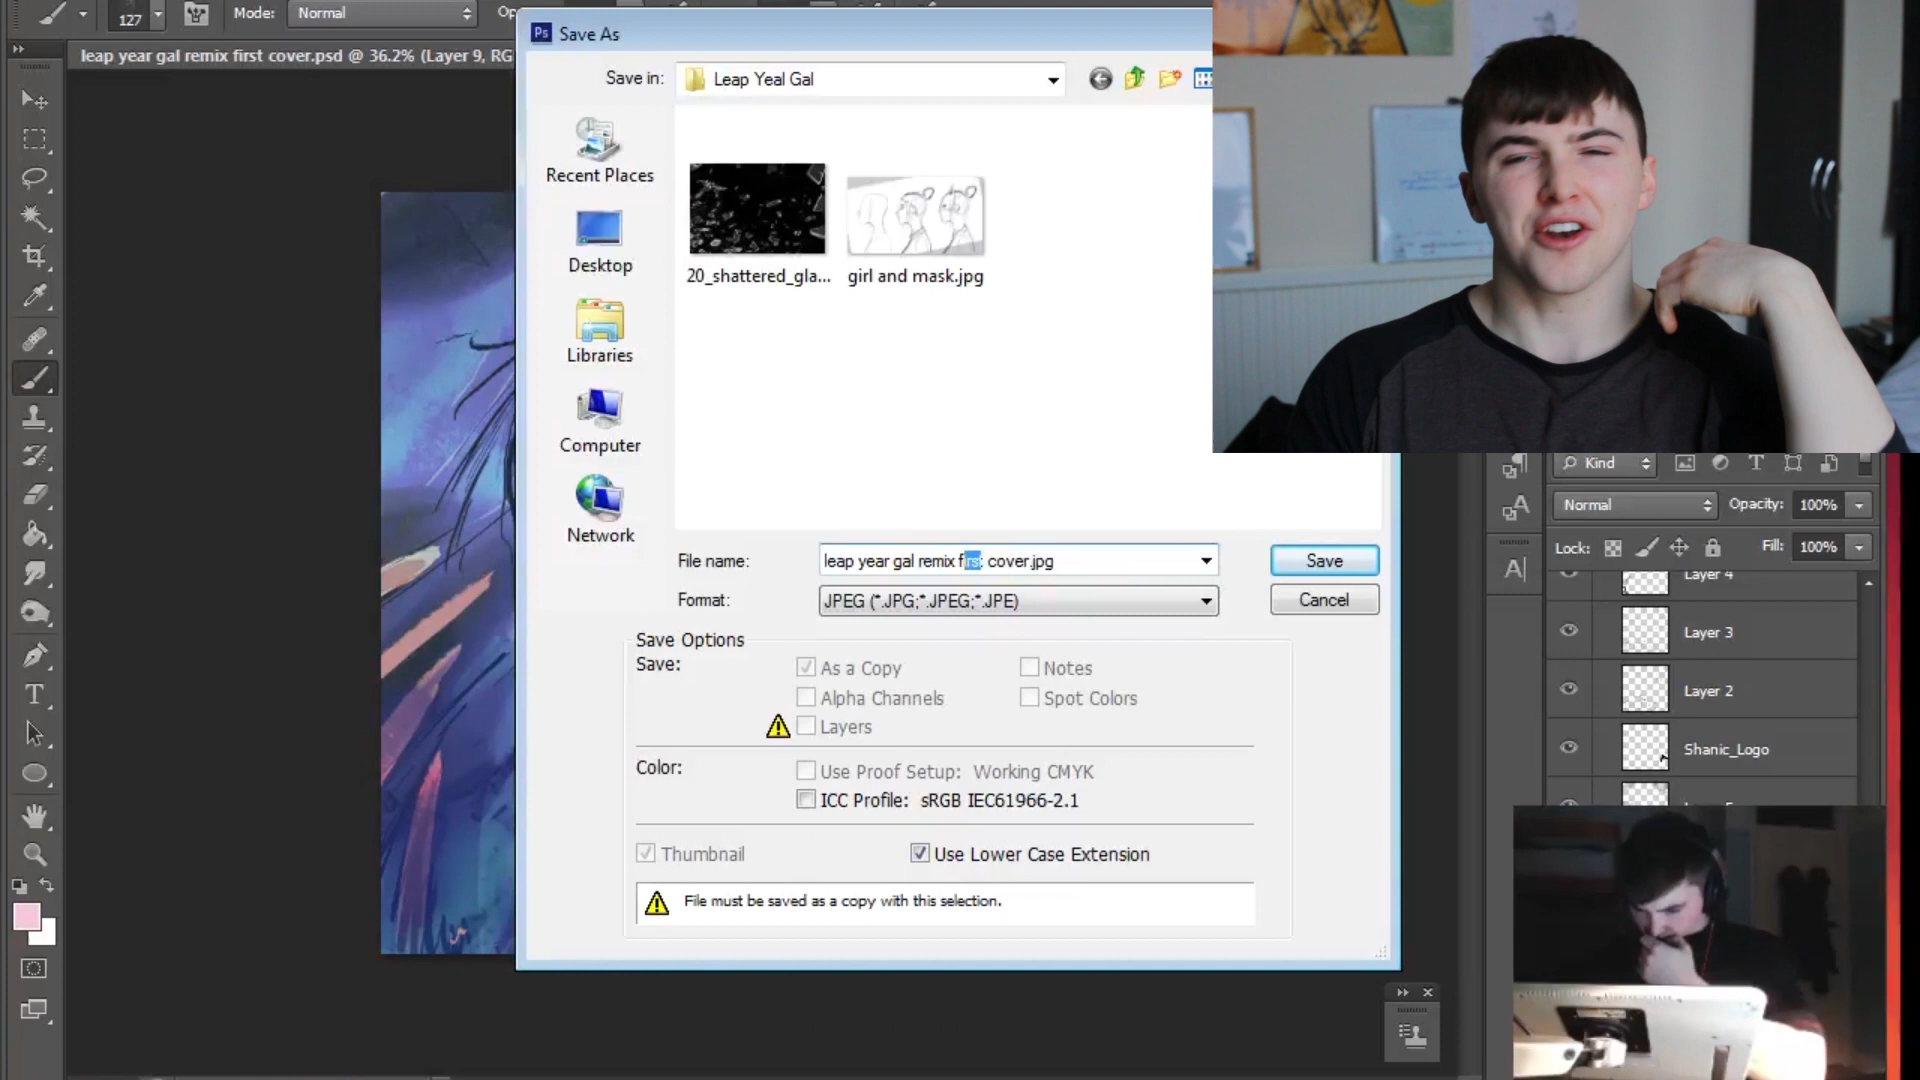 127
Mode:
Normal
leap year gal remix first cover.psd @ 36.2% (Layer 9, RG
Ps Save As
Save in:
Leap Yeal Gal
Recent Places
Desktop
Libraries
Computer
Network
20_shattered_gla...
girl and mask.jpg
File name:
leap year gal remix first cover.jpg
Save
Format:
JPEG (*.JPG;*.JPEG;*.JPE)
Cancel
Save Options
Save:
As a Copy
Notes
Alpha Channels
Spot Colors
Layers
Color:
Use Proof Setup: Working CMYK
ICC Profile: sRGB IEC61966-2.1
Thumbnail
Use Lower Case Extension
File must be saved as a copy with this selection.
Kind
Normal
Opacity: 100%
Lock:
Fill: 100%
Layer 4
Layer 3
Layer 2
Shanic_Logo